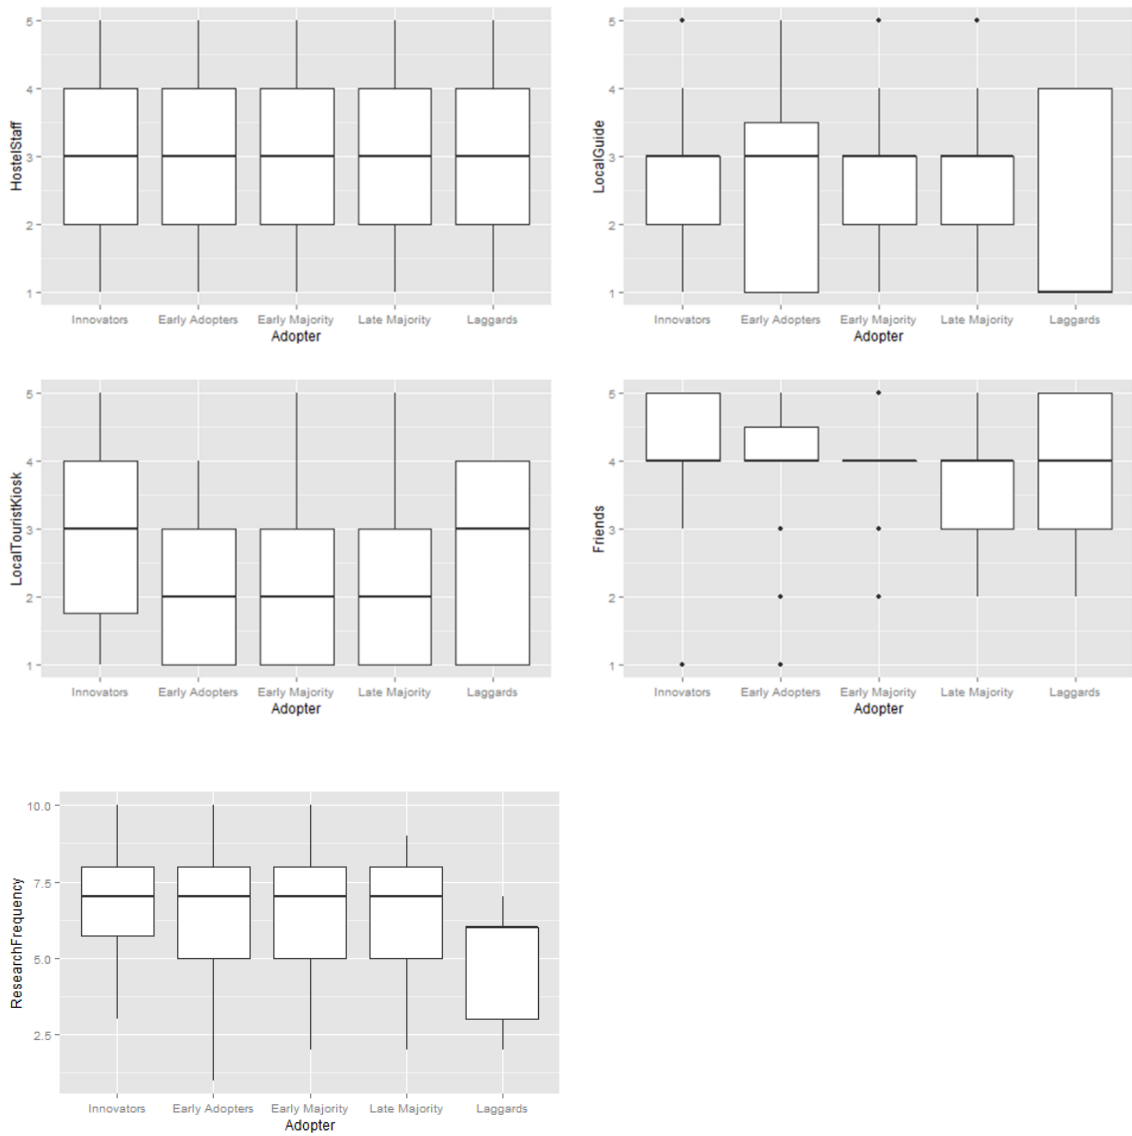 HostelStaff
5
4
3
2
1
Innovators Early Adopters Early Majority Late Majority Laggards
Adopter
LocalGuide
5
4
3
2
1
Innovators Early Adopters Early Majority Late Majority Laggards
Adopter
LocalTouristKiosk
5
4
3
2
1
Innovators Early Adopters Early Majority Late Majority Laggards
Adopter
Friends
5
4
3
2
1
Innovators Early Adopters Early Majority Late Majority Laggards
Adopter
ResearchFrequency
10.0
7.5
5.0
2.5
Innovators Early Adopters Early Majority Late Majority Laggards
Adopter